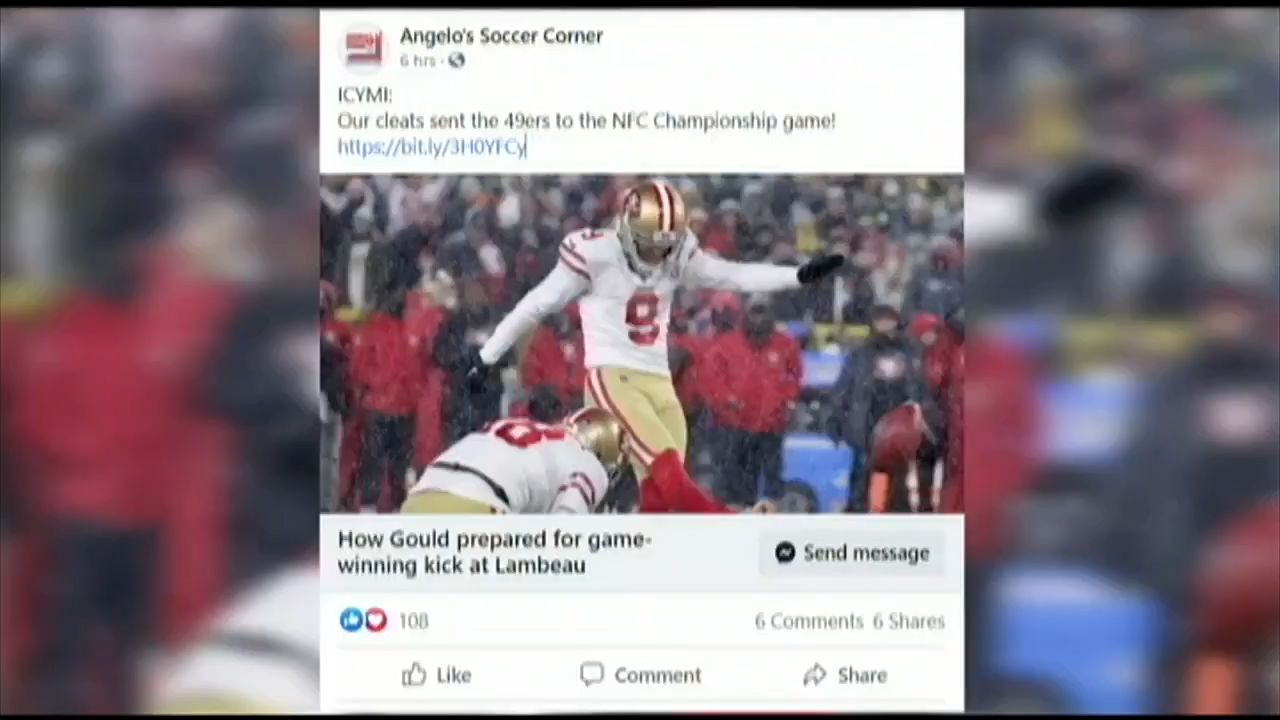 Angelo's Soccer Corner
6 hrs ·
ICYMI:
Our cleats sent the 49ers to the NFC Championship game!
https://bit.ly/3H0YFCy
9
How Gould prepared for game-
winning kick at Lambeau
Send message
108
6 Comments 6 Shares
Like
Comment
Share